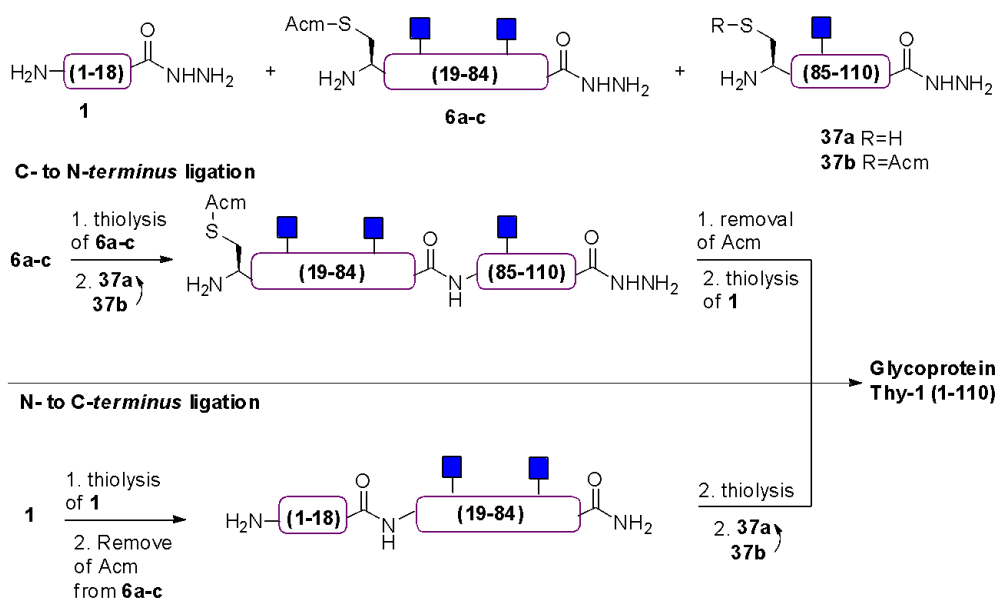 H₂N (1-18) O NHNH₂
1
+
Acm-S H₂N (19-84) O NHNH₂
6a-c
+
R-S H₂N (85-110) O NHNH₂
37a R=H
37b R=Acm
C- to N-terminus ligation
6a-c
1. thiolysis
of 6a-c
2. 37a
37b
Acm
S
H₂N (19-84) O N H (85-110) O NHNH₂
1. removal
of Acm
2. thiolysis
of 1
Glycoprotein
Thy-1 (1-110)
N- to C-terminus ligation
1
1. thiolysis
of 1
2. Remove
of Acm
from 6a-c
H₂N (1-18) O N H (19-84) O NH₂
2. thiolysis
2. 37a
37b